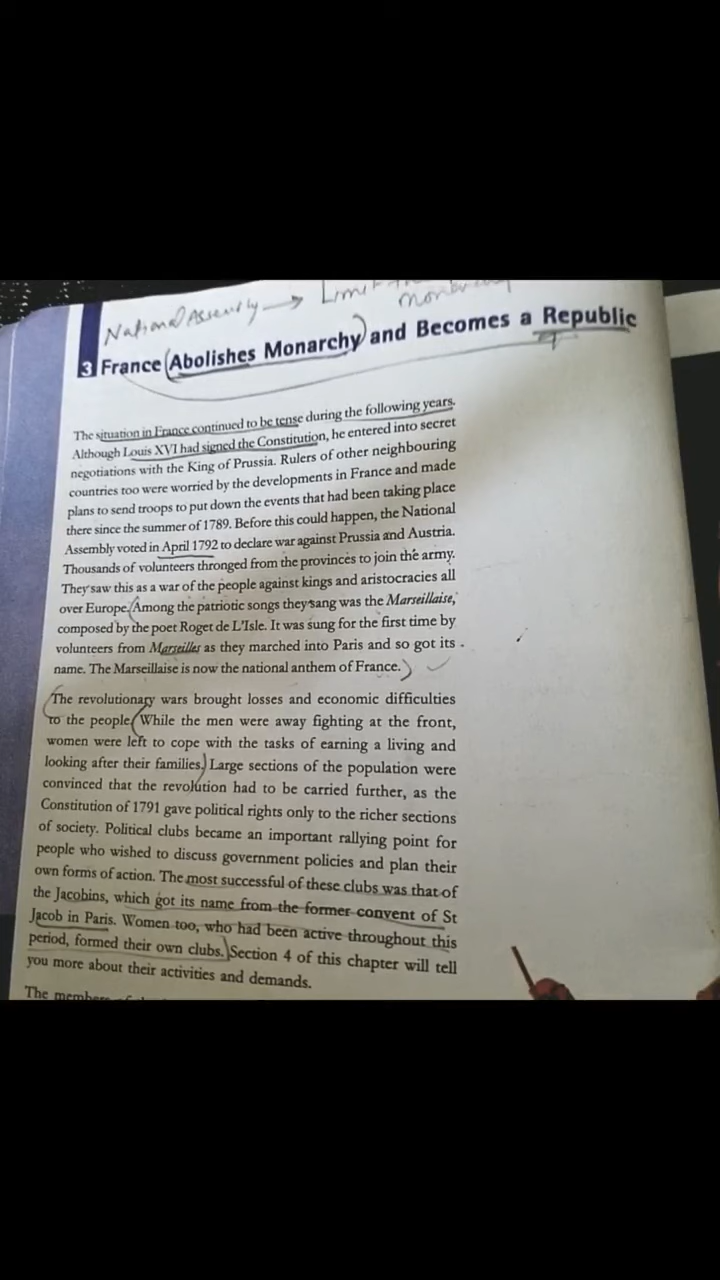 National Assembly → Limit
3 France Abolishes Monarchy and Becomes a Republic
The situation in France continued to be tense during the following years.
Although Louis XVI had signed the Constitution, he entered into secret
negotiations with the King of Prussia. Rulers of other neighbouring
countries too were worried by the developments in France and made
plans to send troops to put down the events that had been taking place
there since the summer of 1789. Before this could happen, the National
Assembly voted in April 1792 to declare war against Prussia and Austria.
Thousands of volunteers thronged from the provinces to join the army.
They saw this as a war of the people against kings and aristocracies all
over Europe. Among the patriotic songs they sang was the Marseillaise,
composed by the poet Roget de L'Isle. It was sung for the first time by
volunteers from Marseilles as they marched into Paris and so got its
name. The Marseillaise is now the national anthem of France.
The revolutionary wars brought losses and economic difficulties
to the people. While the men were away fighting at the front,
women were left to cope with the tasks of earning a living and
looking after their families. Large sections of the population were
convinced that the revolution had to be carried further, as the
Constitution of 1791 gave political rights only to the richer sections
of society. Political clubs became an important rallying point for
people who wished to discuss government policies and plan their
own forms of action. The most successful of these clubs was that of
the Jacobins, which got its name from the former convent of St
Jacob in Paris. Women too, who had been active throughout this
period, formed their own clubs. Section 4 of this chapter will tell
you more about their activities and demands.
The